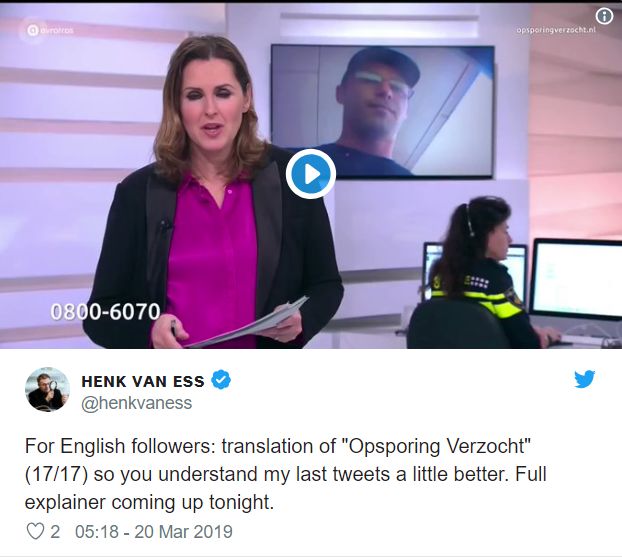 avrotros
opsporingverzocht.nl
0800-6070
HENK VAN ESS
@henkvaness
For English followers: translation of "Opsporing Verzocht"
(17/17) so you understand my last tweets a little better. Full
explainer coming up tonight.
2 05:18 - 20 Mar 2019